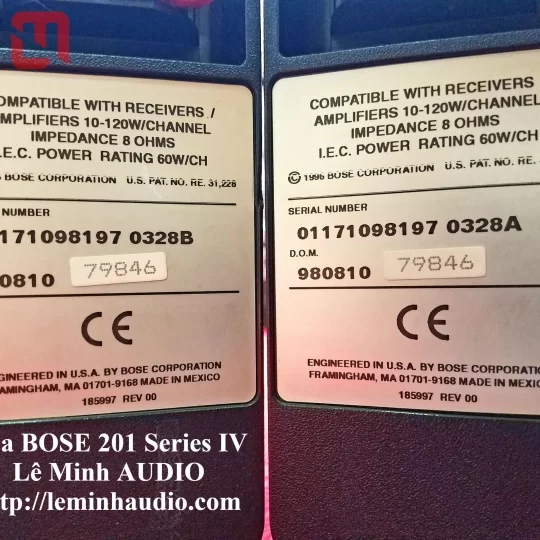 COMPATIBLE WITH RECEIVERS /
AMPLIFIERS 10-120W/CHANNEL
IMPEDANCE 8 OHMS
I.E.C. POWER RATING 60W/CH
BOSE CORPORATION U.S. PAT. NO. RE. 31,228
NUMBER
171098197 0328B
0810 79846
CE
ENGINEERED IN U.S.A. BY BOSE CORPORATION
FRAMINGHAM, MA 01701-9168 MADE IN MEXICO
185997 REV 00
COMPATIBLE WITH RECEIVERS
AMPLIFIERS 10-120W/CHANNEL
IMPEDANCE 8 OHMS
I.E.C. POWER RATING 60W/CH
© 1996 BOSE CORPORATION U.S. PAT. NO. RE.
SERIAL NUMBER
01171098197 0328A
D.O.M.
980810 79846
CE
ENGINEERED IN U.S.A. BY BOSE CORPORATION
FRAMINGHAM, MA 01701-9168 MADE IN MEXICO
185997 REV 00
a BOSE 201 Series IV
Lê Minh AUDIO
tp://leminhaudio.com